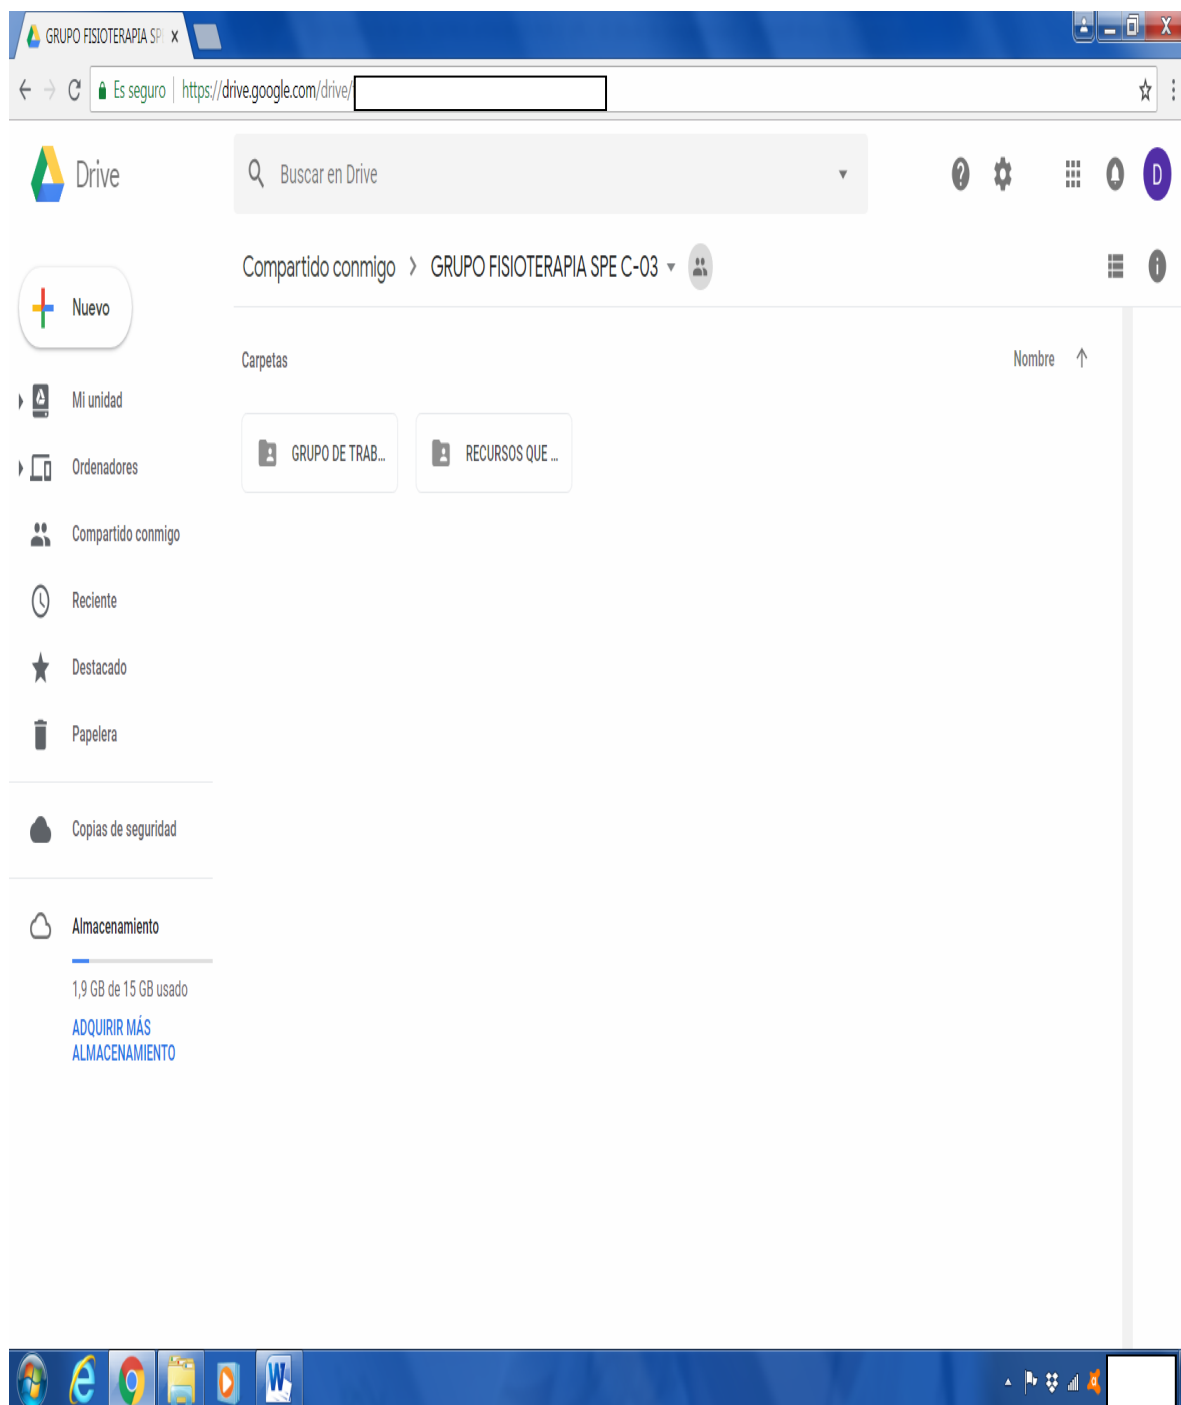 GRUPO FISIOTERAPIA SP
Es seguro https://drive.google.com/drive/
Drive
Buscar en Drive
D
Compartido conmigo > GRUPO FISIOTERAPIA SPE C-03
Nuevo
Carpetas
Nombre
Mi unidad
GRUPO DE TRAB...
RECURSOS QUE ...
Ordenadores
Compartido conmigo
Reciente
Destacado
Papelera
Copias de seguridad
Almacenamiento
1,9 GB de 15 GB usado
ADQUIRIR MÁS
ALMACENAMIENTO